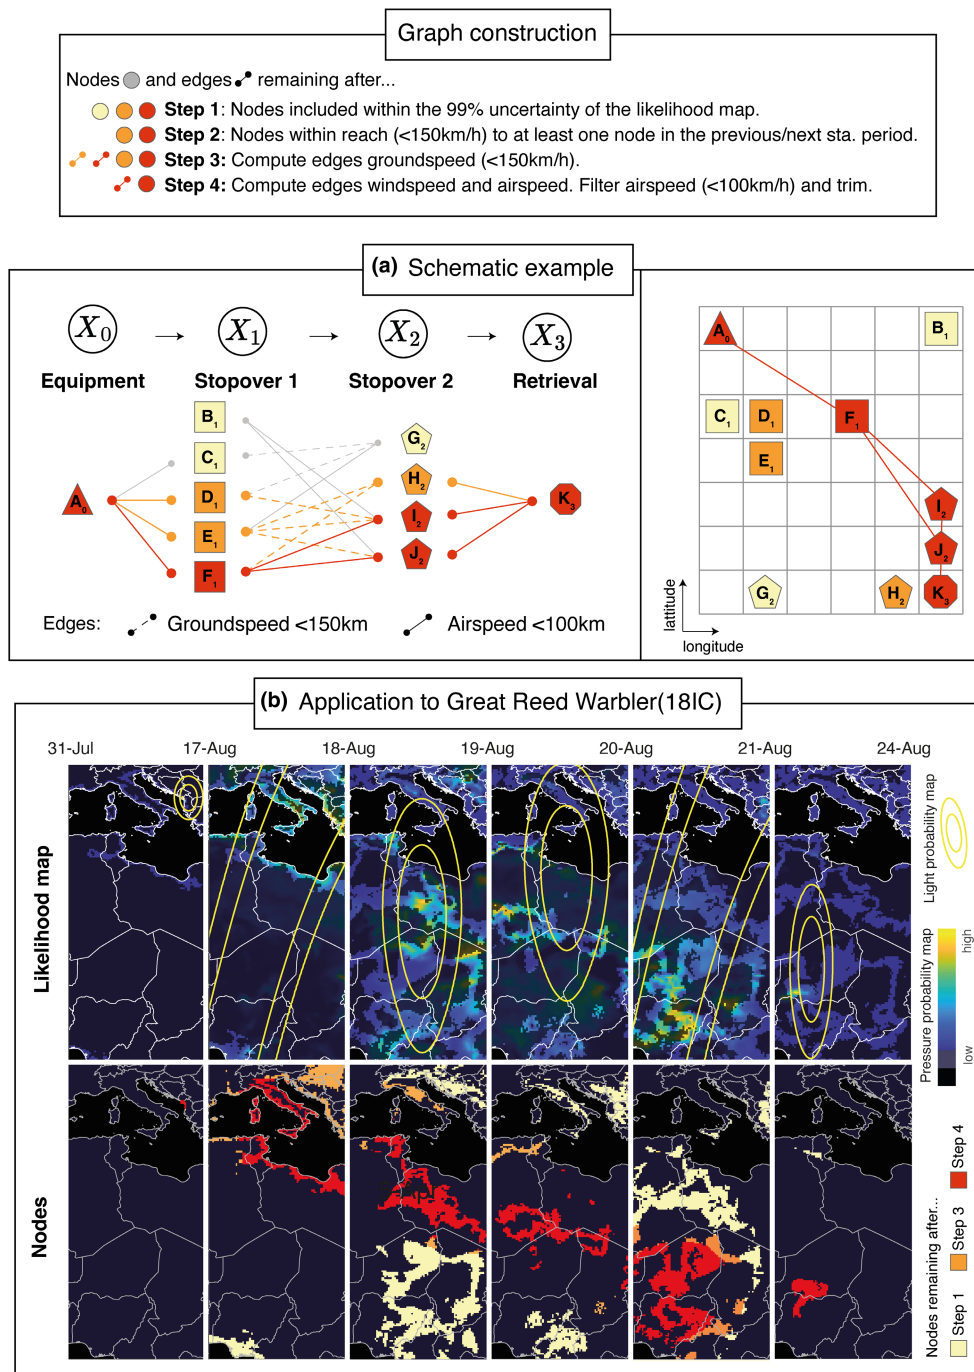 Graph construction
Nodes and edges remaining after...
Step 1: Nodes included within the 99% uncertainty of the likelihood map.
Step 2: Nodes within reach (<150km/h) to at least one node in the previous/next sta. period.
Step 3: Compute edges groundspeed (<150km/h).
Step 4: Compute edges windspeed and airspeed. Filter airspeed (<100km/h) and trim.
(a) Schematic example
X0 → X1 → X2 → X3
Equipment Stopover 1 Stopover 2 Retrieval
B1
C1
D1
E1
F1
A0
G2
H2
I2
J2
K3
Edges: Groundspeed <150km Airspeed <100km
A0 B1
C1 D1 F1
E1
I2
J2
G2 H2 K3
lattitude
longitude
(b) Application to Great Reed Warbler(18IC)
31-Jul 17-Aug 18-Aug 19-Aug 20-Aug 21-Aug 24-Aug
Likelihood map
Light probability map
Pressure probability map
low high
Nodes
Nodes remaining after...
Step 1 Step 3 Step 4